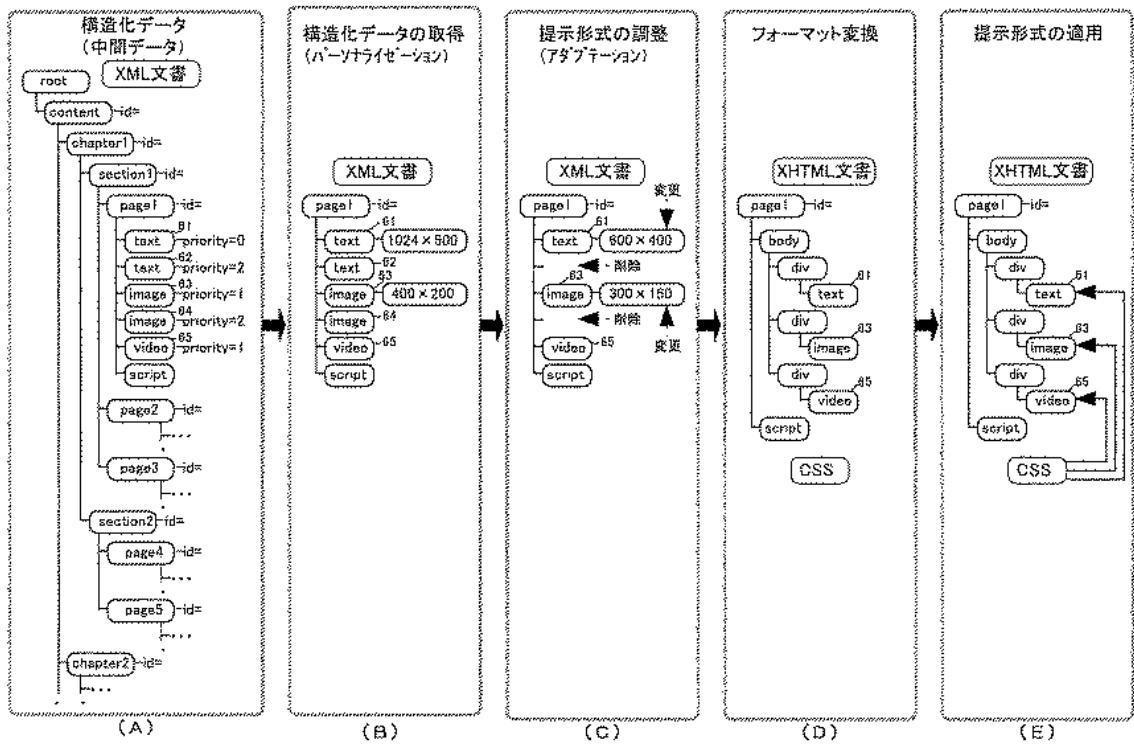 構造化データ
(中間データ)
XML文書
root
content id=
chapter1 id=
section1 id=
page1 id=
61
text priority=0
62
text priority=2
63
image priority=1
64
image priority=2
65
video priority=1
script
page2 id=
....
page3 id=
....
section2 id=
page4 id=
....
page5 id=
....
chapter2 id=
....
(A)
構造化データの取得
(パーソナライゼーション)
XML文書
page1 id=
61
text 1024×500
62
text
63
image 400×200
64
image
65
video
script
(B)
提示形式の調整
(アダプテーション)
XML文書
変更
page1 id=
61
text 600×400
削除
63
image 300×150
削除
変更
65
video
script
(C)
フォーマット変換
XHTML文書
page1 id=
body
div
61
text
div
63
image
div
65
video
script
CSS
(D)
提示形式の適用
XHTML文書
page1 id=
body
div
61
text
div
63
image
div
65
video
script
CSS
(E)